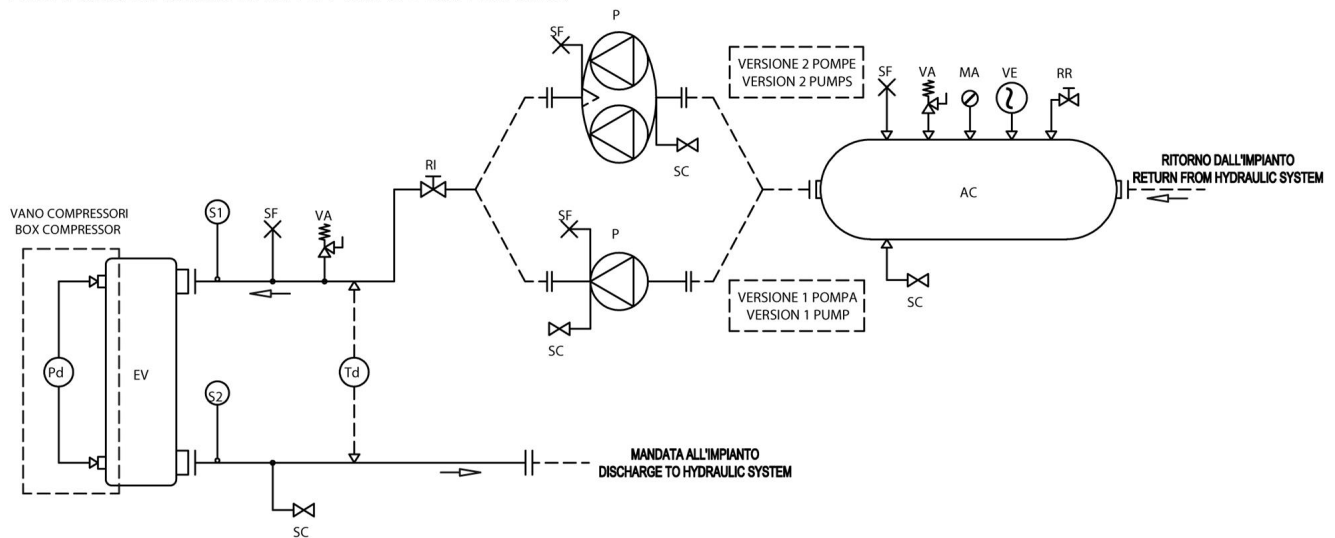 P
SF
VERSIONE 2 POMPE
VERSION 2 PUMPS
SF
VA
MA
VE
RR
SC
RI
AC
RITORNO DALL'IMPIANTO
RETURN FROM HYDRAULIC SYSTEM
VANO COMPRESSORI
BOX COMPRESSOR
S1
SF
VA
SF
P
SC
VERSIONE 1 POMPA
VERSION 1 PUMP
SC
Pd
EV
Td
S2
MANDATA ALL'IMPIANTO
DISCHARGE TO HYDRAULIC SYSTEM
SC